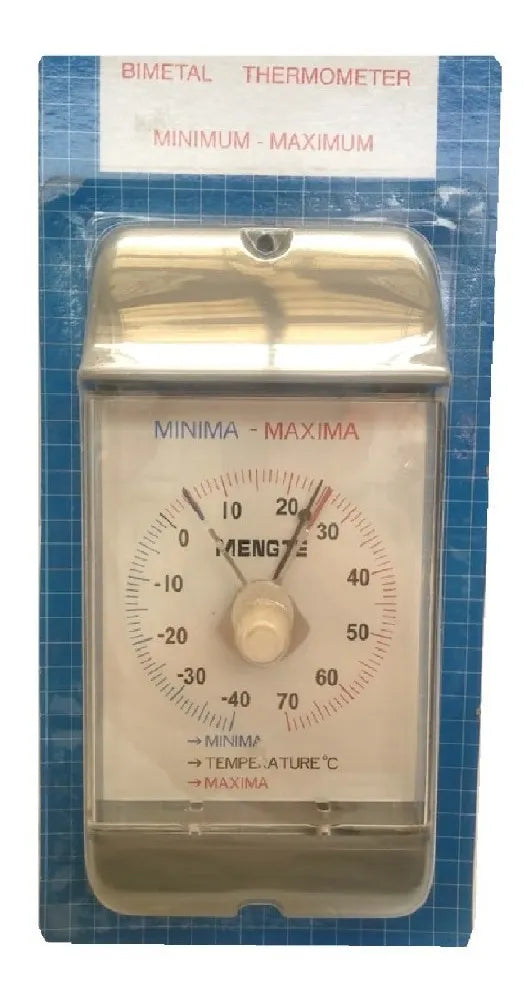 BIMETAL THERMOMETER
MINIMUM - MAXIMUM
MINIMA - MAXIMA
10 20
0 30
MENGTE
-10 40
-20 50
-30 60
-40 70
→MINIMA
→TEMPERATURE°C
→MAXIMA